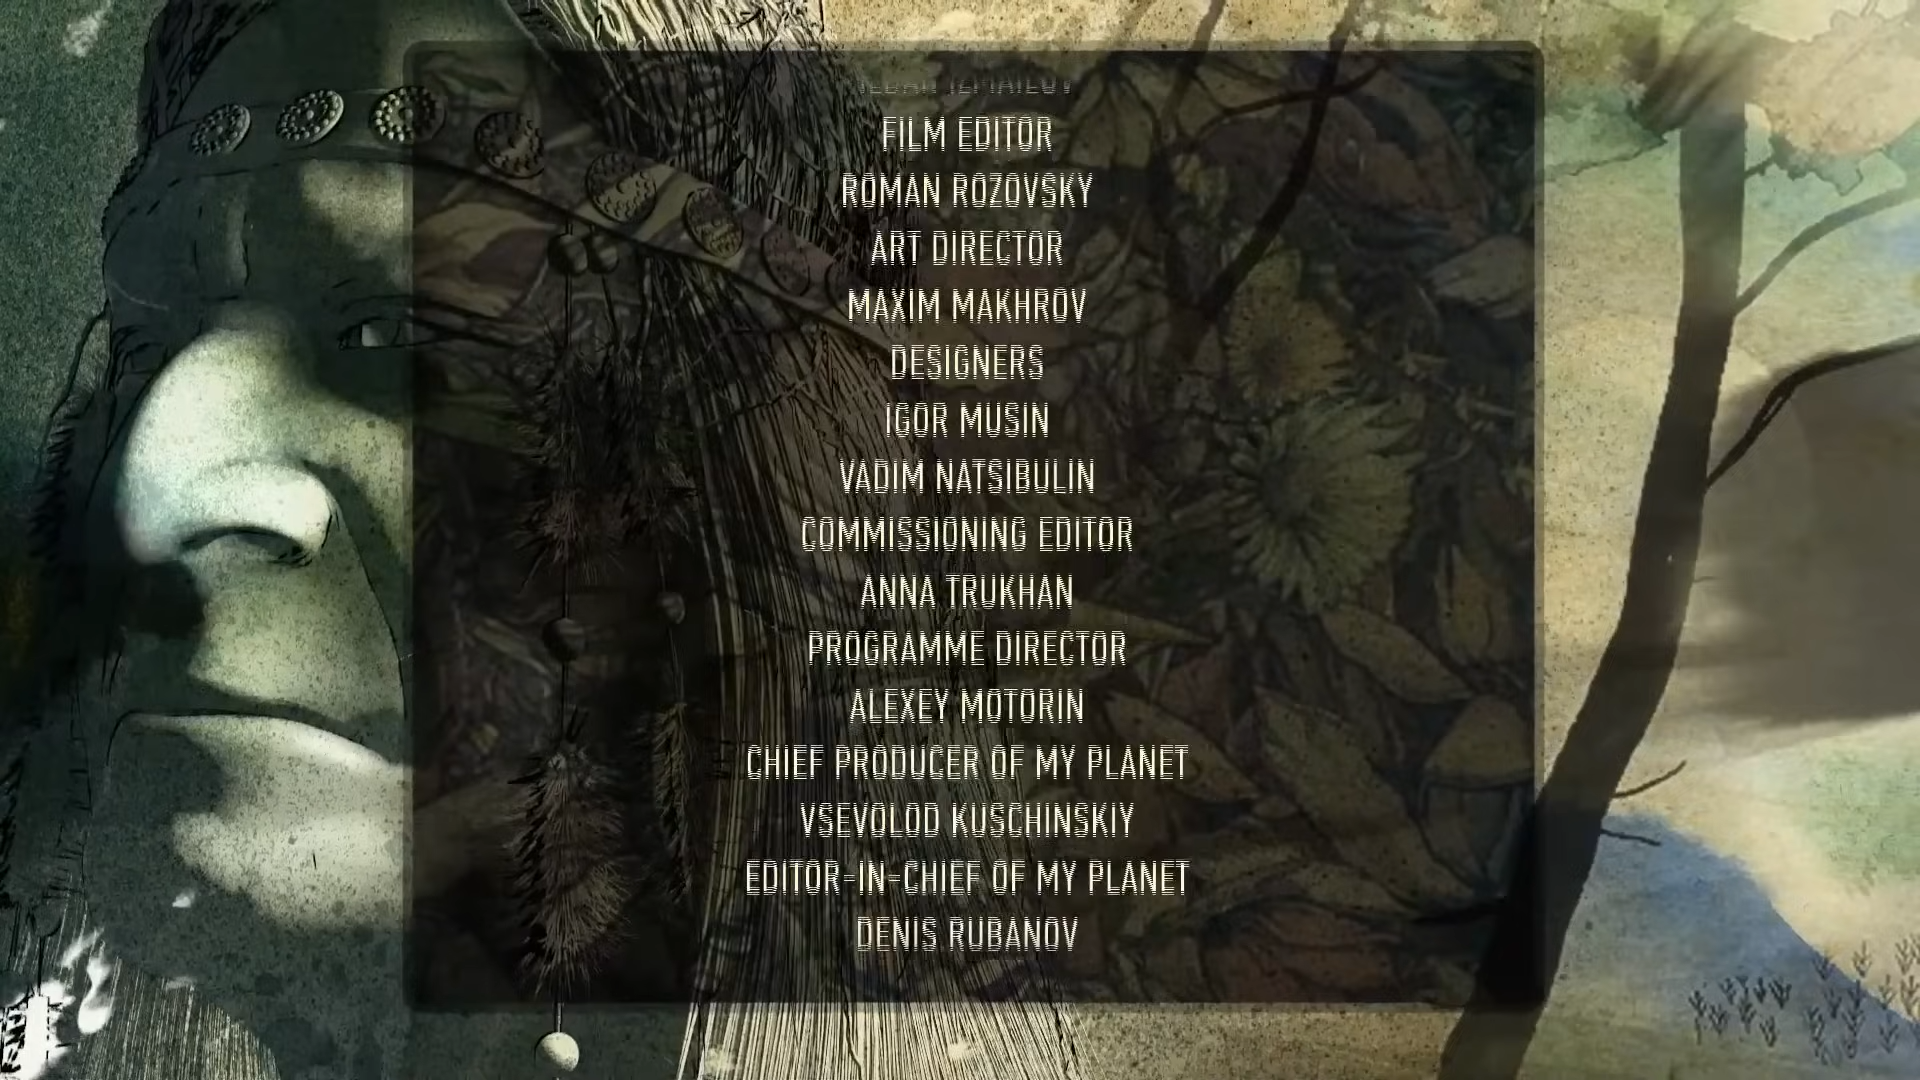 FILM EDITOR
ROMAN ROZOVSKY
ART DIRECTOR
MAXIM MAKHROV
DESIGNERS
IGOR MUSIN
VADIM NATSIBULIN
COMMISSIONING EDITOR
ANNA TRUKHAN
PROGRAMME DIRECTOR
ALEXEY MOTORIN
CHIEF PRODUCER OF MY PLANET
VSEVOLOD KUSCHINSKIY
EDITOR-IN-CHIEF OF MY PLANET
DENIS RUBANOV